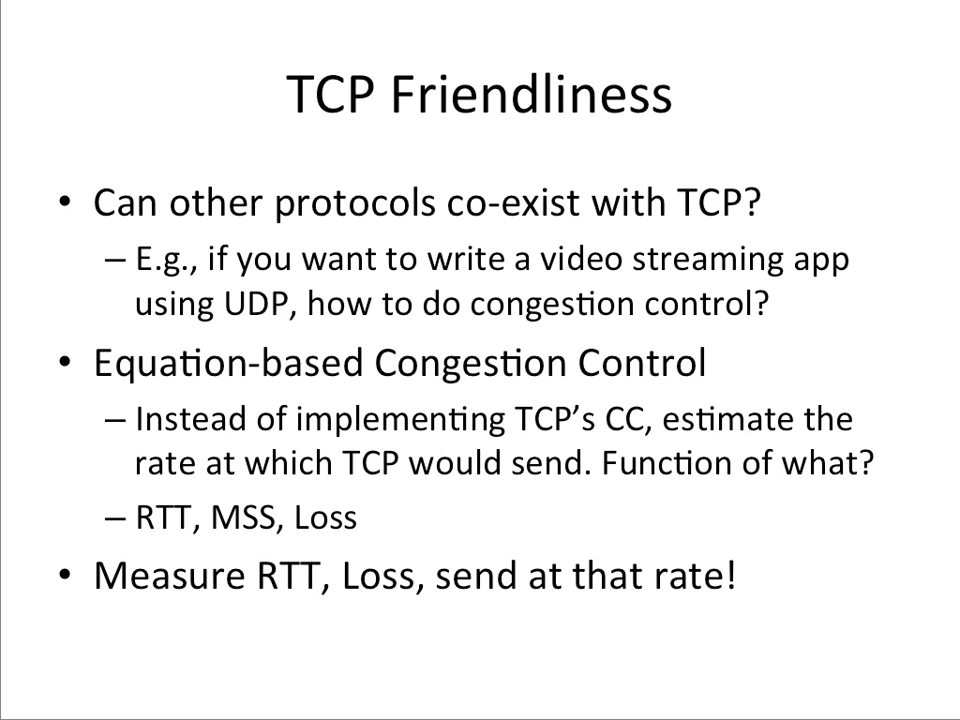 TCP Friendliness
• Can other protocols co-exist with TCP?
– E.g., if you want to write a video streaming app
using UDP, how to do congestion control?
• Equation-based Congestion Control
– Instead of implementing TCP’s CC, estimate the
rate at which TCP would send. Function of what?
– RTT, MSS, Loss
• Measure RTT, Loss, send at that rate!